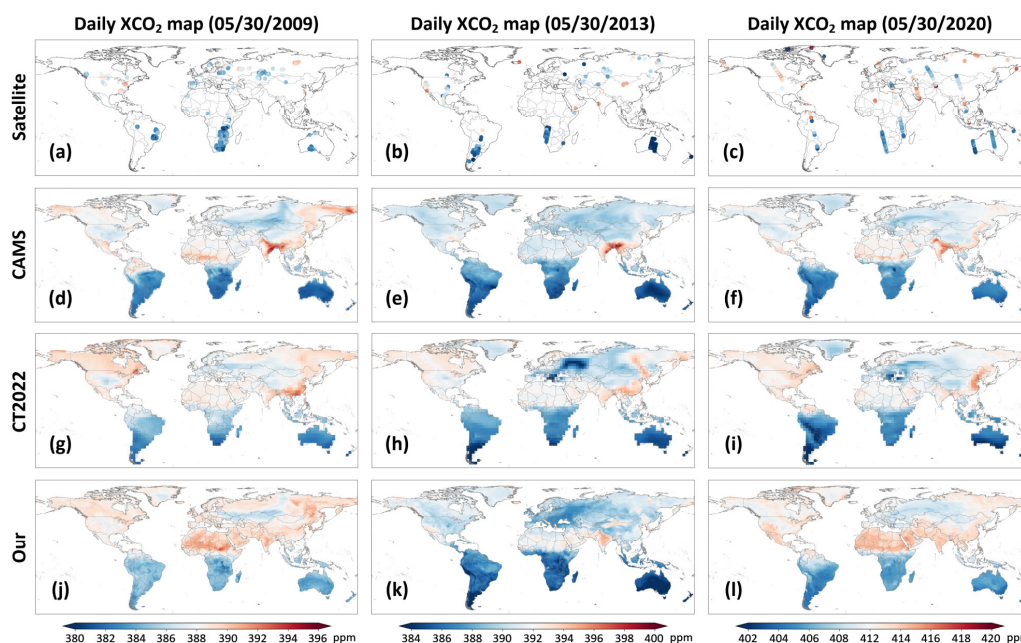 Daily XCO₂ map (05/30/2009) Daily XCO₂ map (05/30/2013) Daily XCO₂ map (05/30/2020)
Satellite
(a) (b) (c)
CAMS
(d) (e) (f)
CT2022
(g) (h) (i)
Our
(j) (k) (l)
380 382 384 386 388 390 392 394 396 ppm 384 386 388 390 392 394 396 398 400 ppm 402 404 406 408 410 412 414 416 418 420 ppm